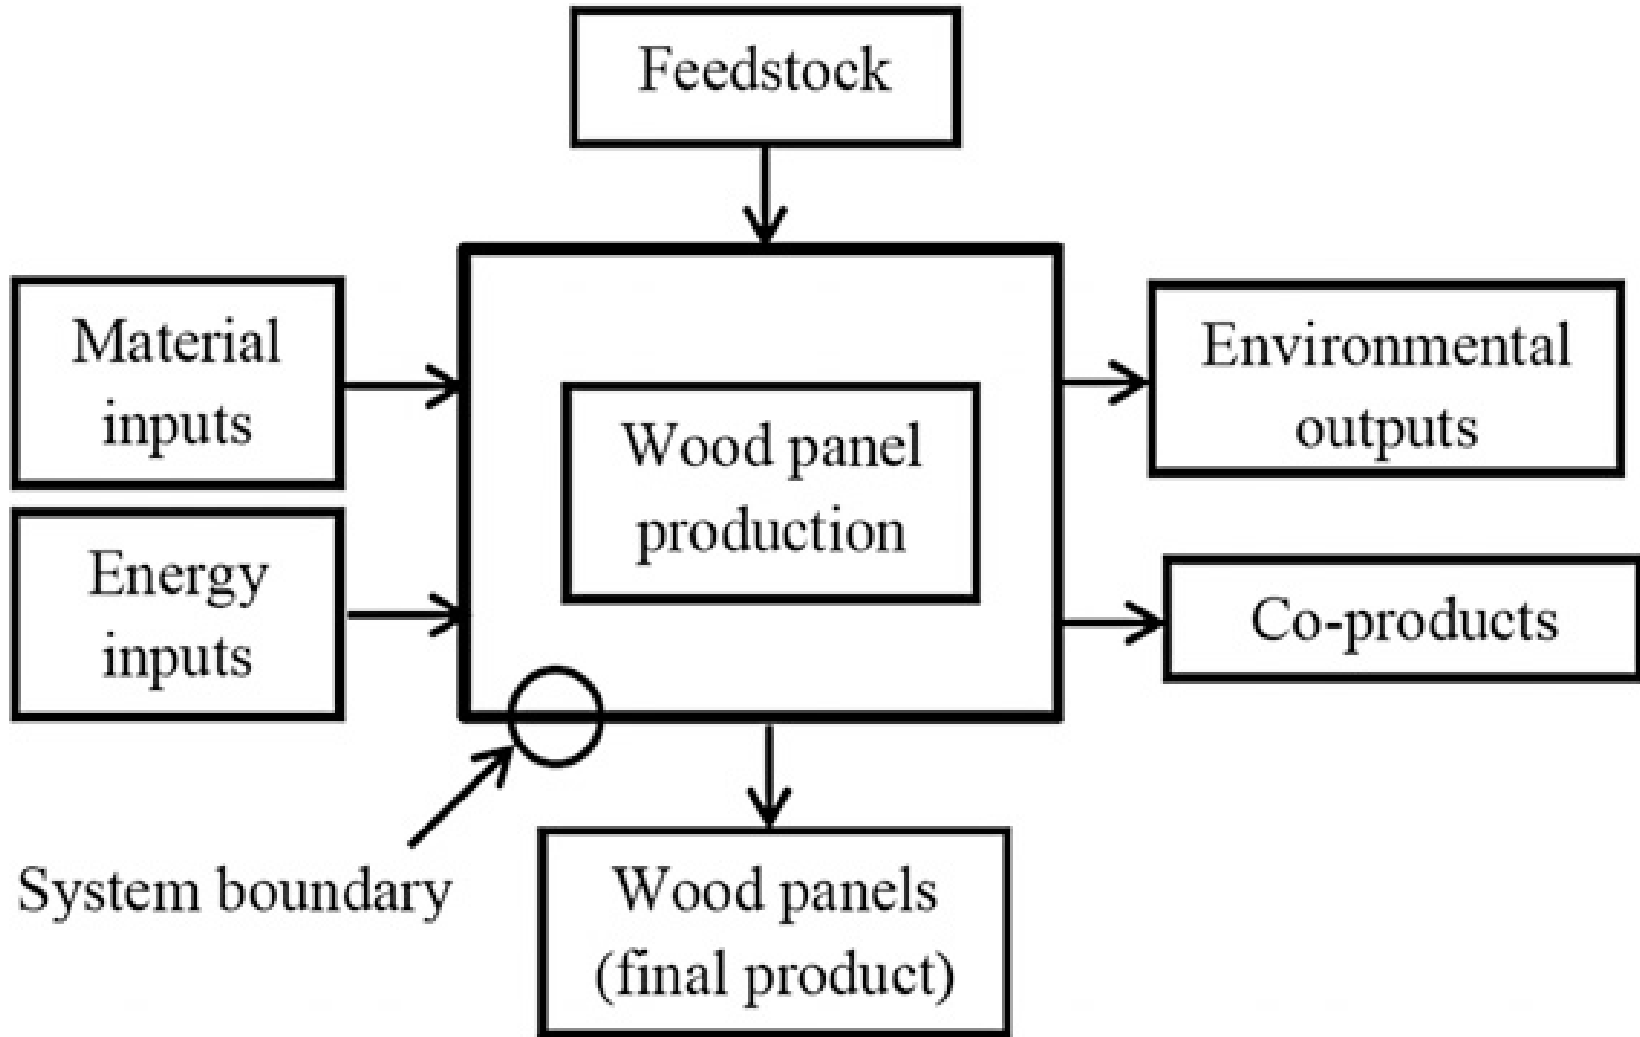 Feedstock
Material
inputs
Energy
inputs
Wood panel
production
Environmental
outputs
Co-products
System boundary
Wood panels
(final product)